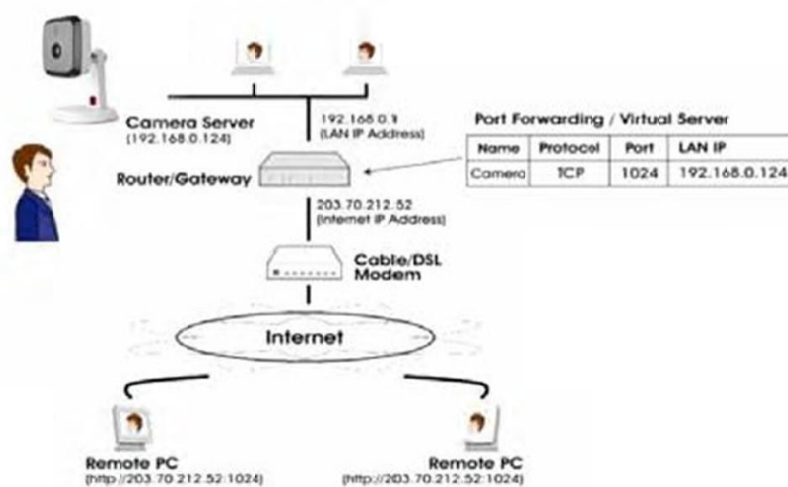 Camera Server
(192.168.0.124)
192.168.0.1
(LAN IP Address)
Port Forwarding / Virtual Server
Name Protocol Port LAN IP
Camera TCP 1024 192.168.0.124
Router/Gateway
203.70.212.52
(Internet IP Address)
Cable/DSL
Modem
Internet
Remote PC
(http://203.70.212.52:1024)
Remote PC
(http://203.70.212.52:1024)